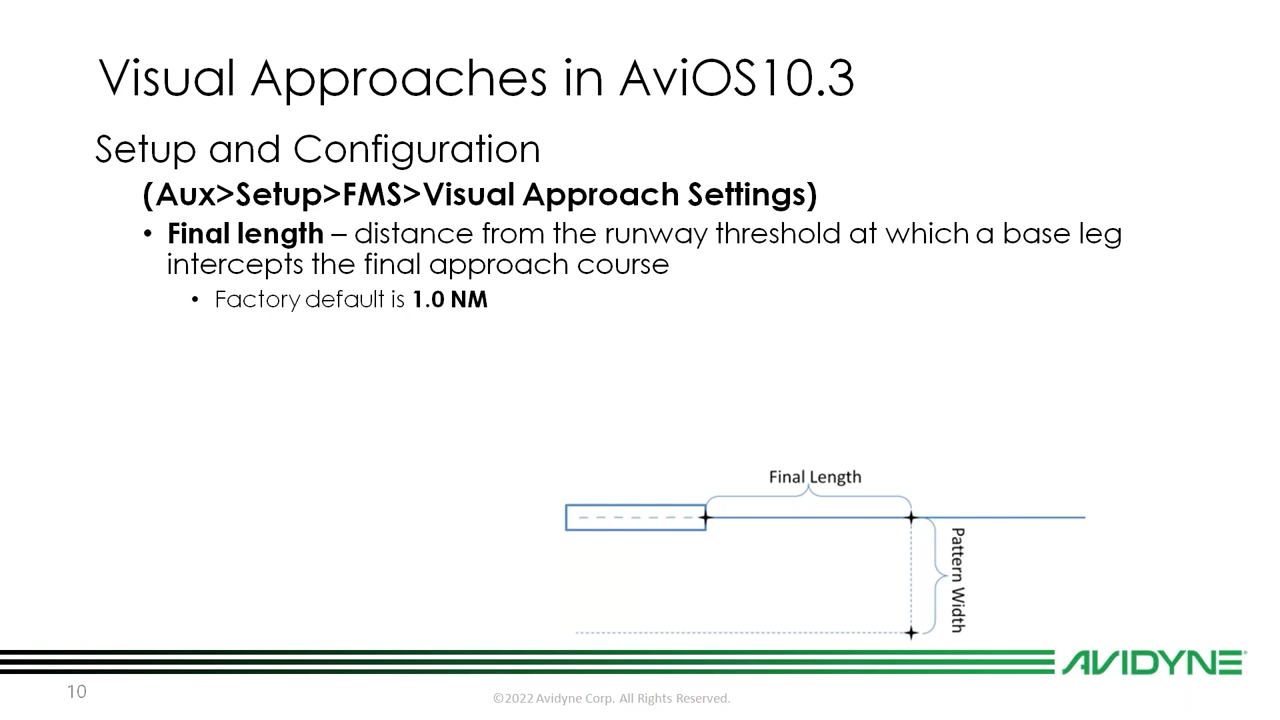 Visual Approaches in AviOS10.3
Setup and Configuration
(Aux>Setup>FMS>Visual Approach Settings)
• Final length – distance from the runway threshold at which a base leg
intercepts the final approach course
• Factory default is 1.0 NM
Final Length
Pattern Width
AVIDYNE
10
©2022 Avidyne Corp. All Rights Reserved.